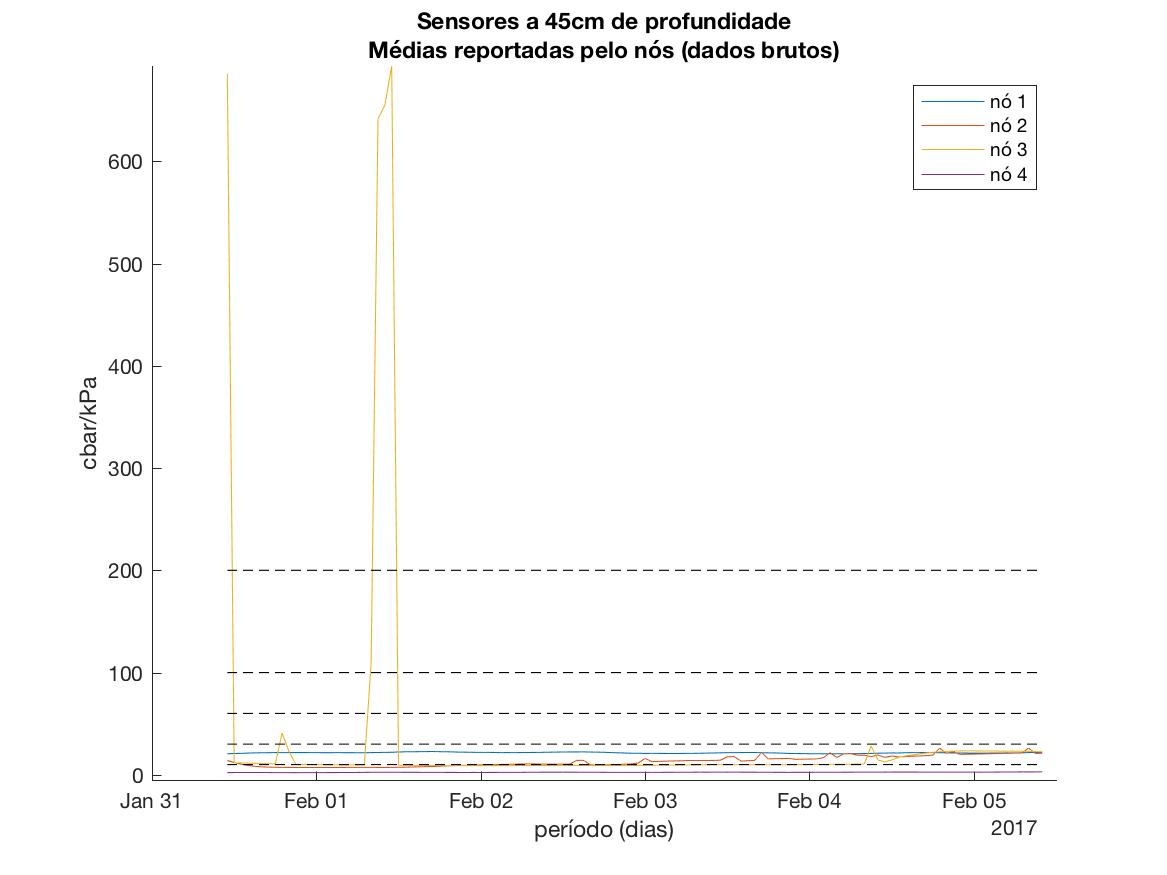 Sensores a 45cm de profundidade
Médias reportadas pelo nós (dados brutos)
nó 1
nó 2
nó 3
nó 4
600
500
400
300
200
100
0
cbar/kPa
Jan 31 Feb 01 Feb 02 Feb 03 Feb 04 Feb 05
2017
período (dias)